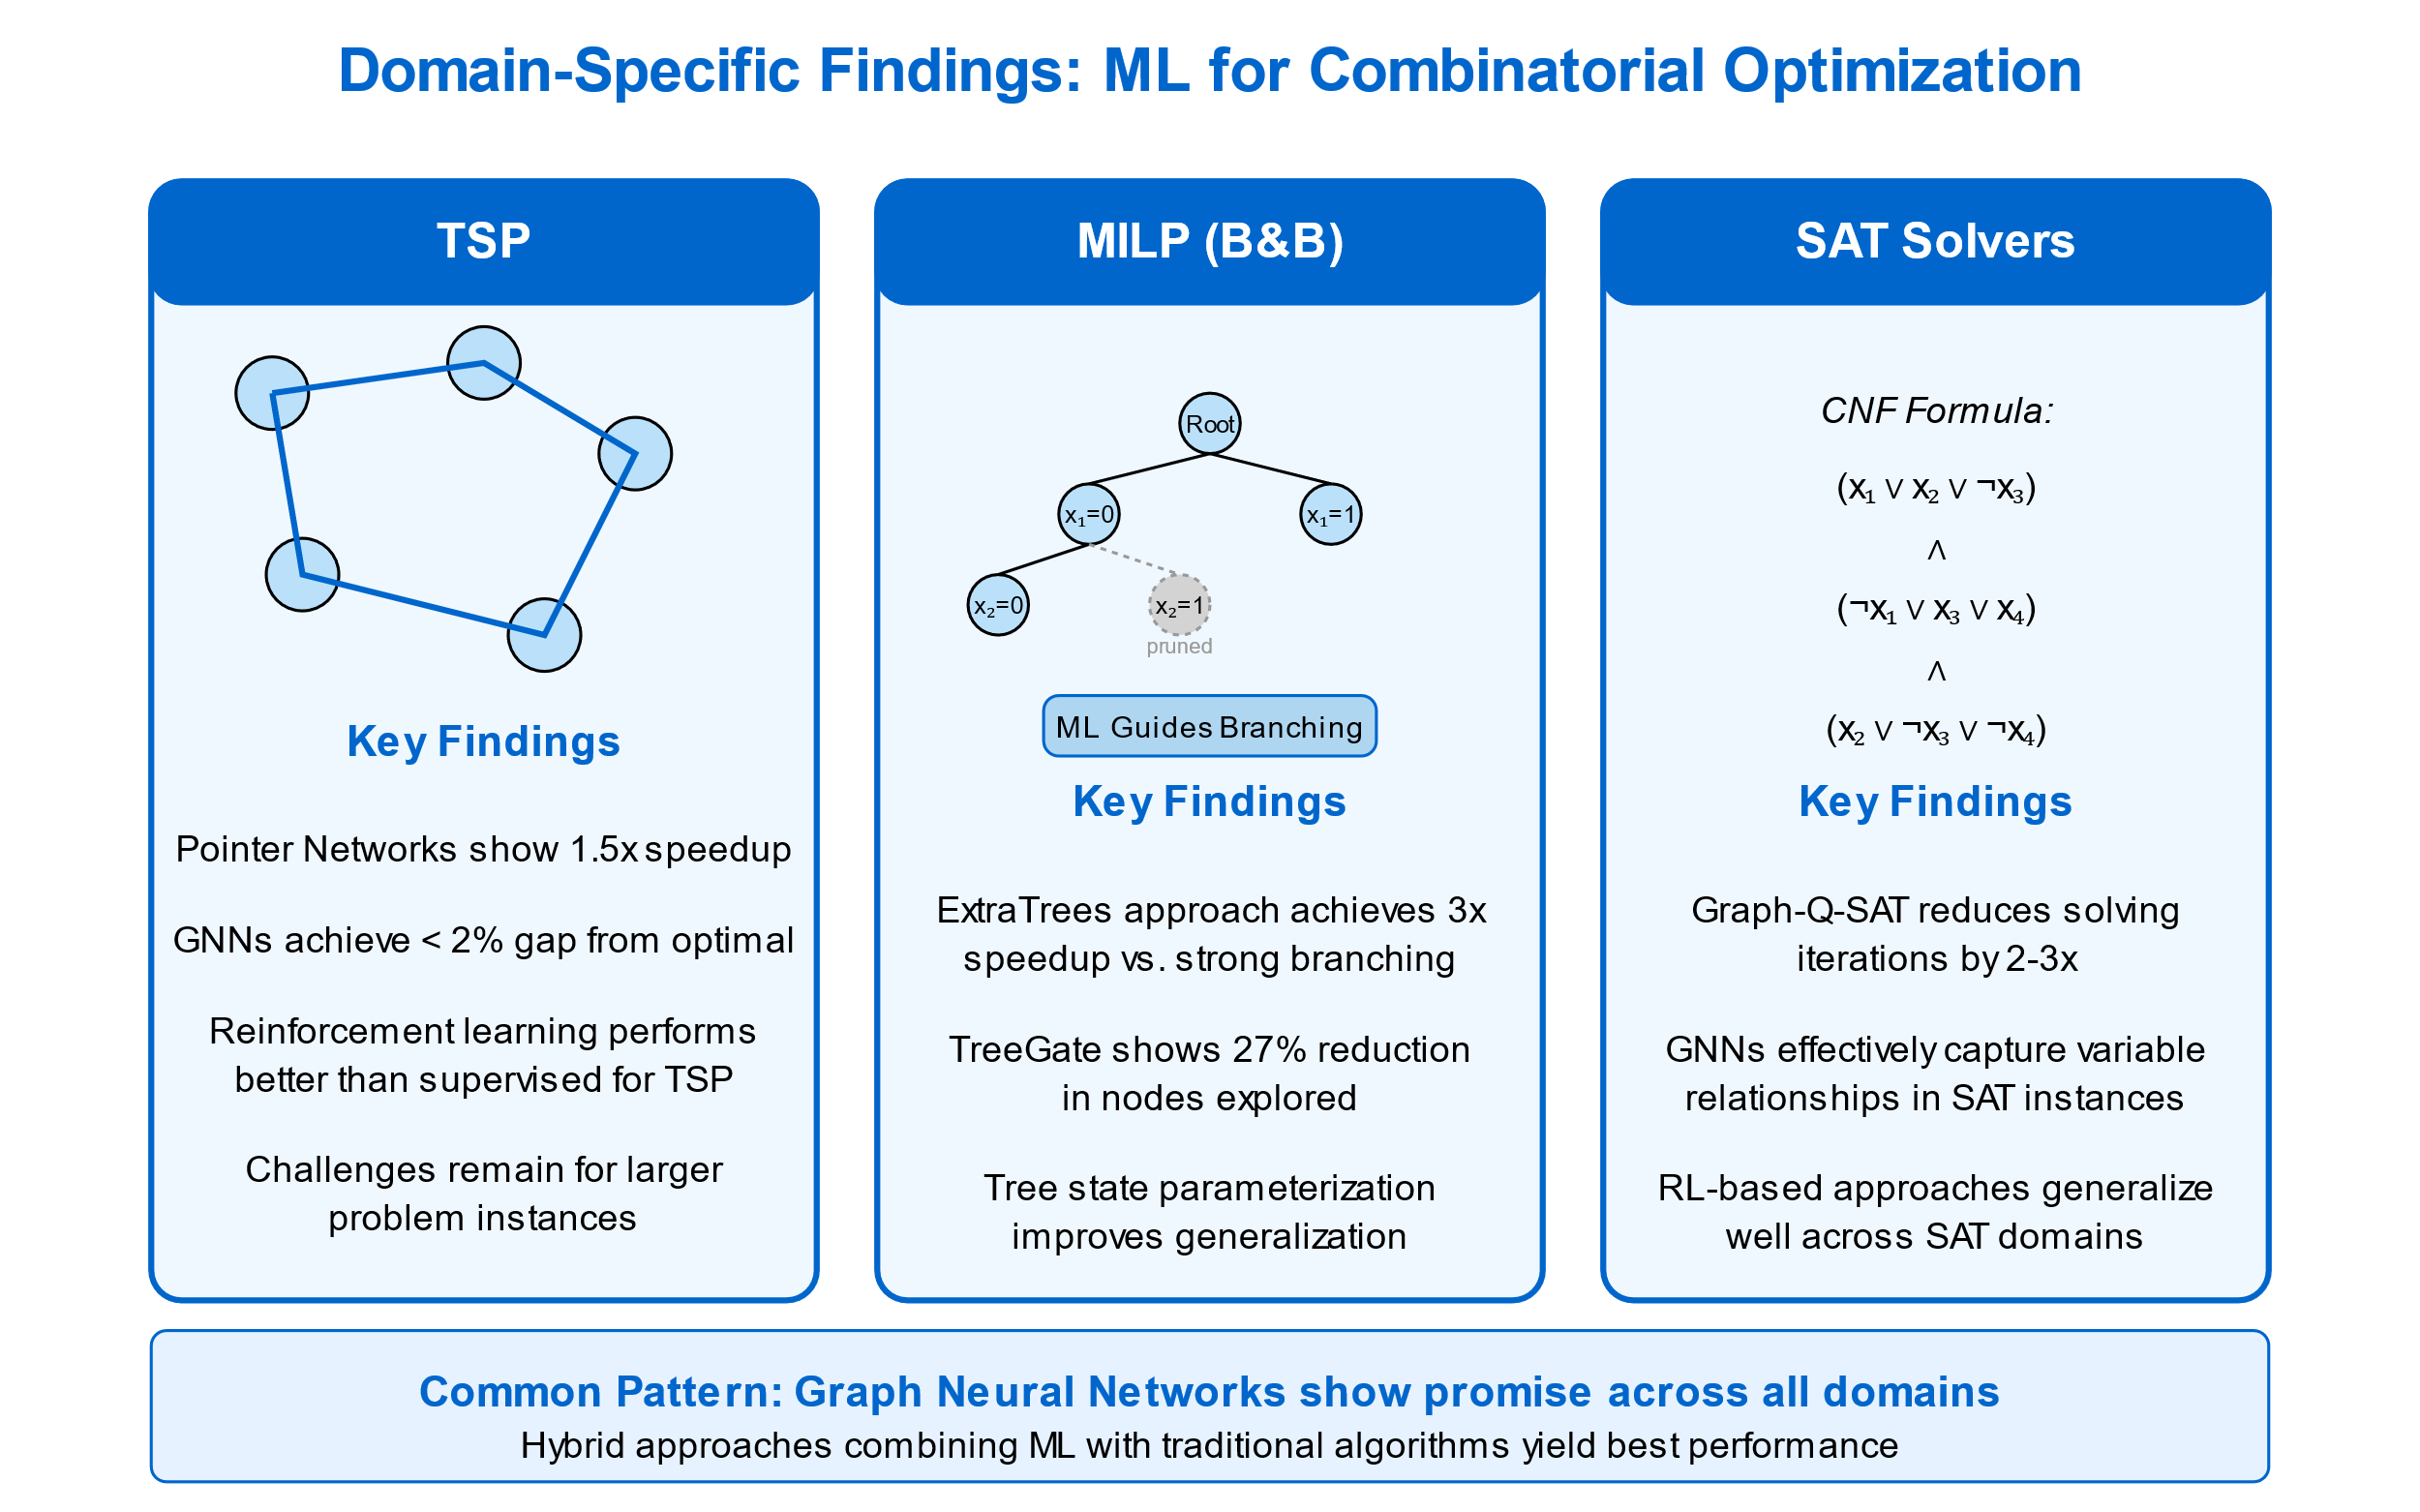 Domain-Specific Findings: ML for Combinatorial Optimization
TSP
Key Findings
Pointer Networks show 1.5x speedup
GNNs achieve < 2% gap from optimal
Reinforcement learning performs
better than supervised for TSP
Challenges remain for larger
problem instances
MILP (B&B)
Root
x₁=0
x₁=1
x₂=0
x₂=1
pruned
ML Guides Branching
Key Findings
ExtraTrees approach achieves 3x
speedup vs. strong branching
TreeGate shows 27% reduction
in nodes explored
Tree state parameterization
improves generalization
SAT Solvers
CNF Formula:
(x₁ ∨ x₂ ∨ ¬x₃)
∧
(¬x₁ ∨ x₃ ∨ x₄)
∧
(x₂ ∨ ¬x₃ ∨ ¬x₄)
Key Findings
Graph-Q-SAT reduces solving
iterations by 2-3x
GNNs effectively capture variable
relationships in SAT instances
RL-based approaches generalize
well across SAT domains
Common Pattern: Graph Neural Networks show promise across all domains
Hybrid approaches combining ML with traditional algorithms yield best performance